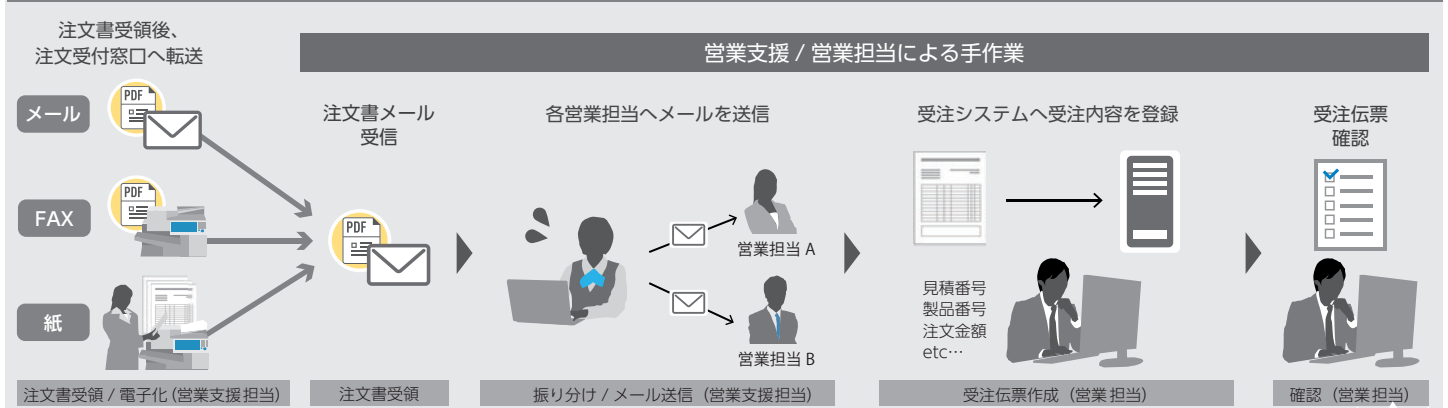 注文書受領後、
注文受付窓口へ転送
営業支援 / 営業担当による手作業
メール
PDF
FAX
PDF
紙
注文書メール
受信
PDF
各営業担当へメールを送信
営業担当 A
営業担当 B
受注システムへ受注内容を登録
見積番号
製品番号
注文金額
etc…
受注伝票
確認
注文書受領 / 電子化 (営業支援担当)
注文書受領
振り分け / メール送信（営業支援担当）
受注伝票作成（営業担当）
確認（営業担当）